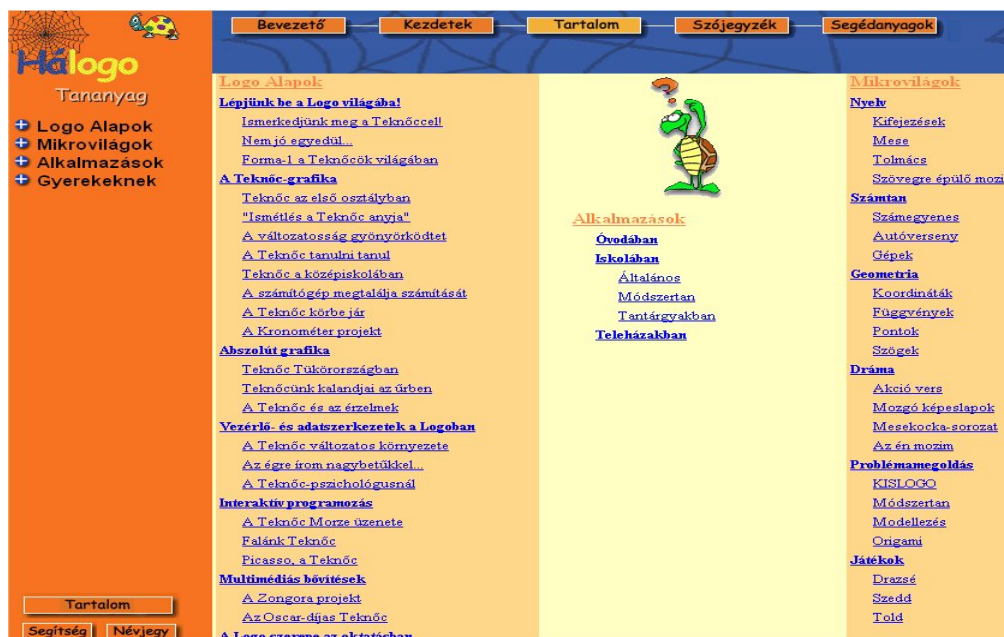 Bevezető
Kezdetek
Tartalom
Szójegyzék
Segédanyagok
Hálogo
Tananyag
Logo Alapok
Mikrovilágok
Alkalmazások
Gyerekeknek
Tartalom
Segítség
Névjegy
Logo Alapok
Lépjünk be a Logo világába!
Ismerkedjünk meg a Teknőccel!
Nem jó egyedül...
Forma-1 a Teknőcök világában
A Teknőc-grafika
Teknőc az első osztályban
"Ismétlés a Teknőc anyja"
A változatosság gyönyörködtet
A Teknőc tanulni tanul
Teknőc a középiskolában
A számítógép megtalálja számítását
A Teknőc körbe jár
A Kronométer projekt
Abszolút grafika
Teknőc Tükörországban
Teknőcünk kalandjai az űrben
A Teknőc és az érzelmek
Vezérlő- és adatszerkezetek a Logoban
A Teknőc változatos környezete
Az égre írom nagybetűkkel...
A Teknőc-pszichológusnál
Interaktív programozás
A Teknőc Morze üzenete
Falánk Teknőc
Picasso, a Teknőc
Multimédiás bővítések
A Zongora projekt
Az Oscar-díjas Teknőc
A Logo szerepe az oktatásban
Alkalmazások
Óvodában
Iskolában
Általános
Módszertan
Tantárgyakban
Teleházakban
Mikrovilágok
Nyelv
Kifejezések
Mese
Tolmács
Szövegre épülő mozi
Számtan
Számegyenes
Autóverseny
Gépek
Geometria
Koordináták
Függvények
Pontok
Szögek
Dráma
Akció vers
Mozgó képeslapok
Mesekocka-sorozat
Az én mozim
Problémamegoldás
KISLOGO
Módszertan
Modellezés
Origami
Játékok
Drazsé
Szedd
Told